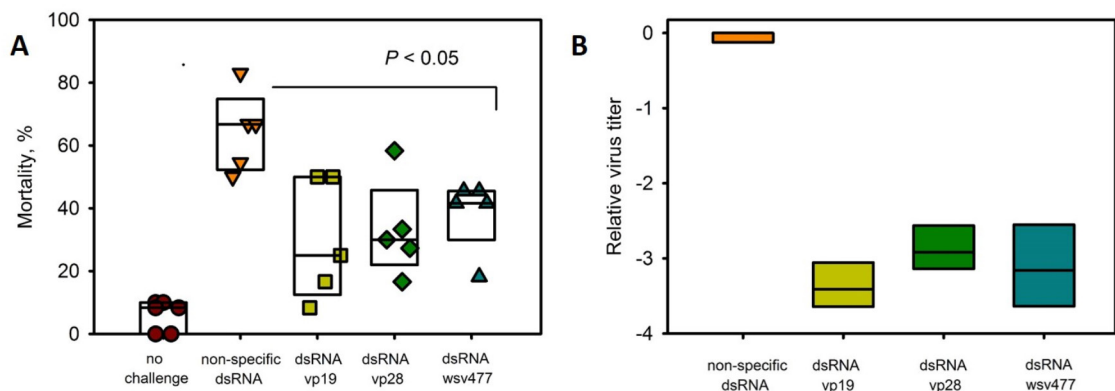 A
Mortality, %
100
80
60
40
20
0
P < 0.05
no
challenge
non-specific
dsRNA
dsRNA
vp19
dsRNA
vp28
dsRNA
wsv477
B
Relative virus titer
0
-1
-2
-3
-4
non-specific
dsRNA
dsRNA
vp19
dsRNA
vp28
dsRNA
wsv477